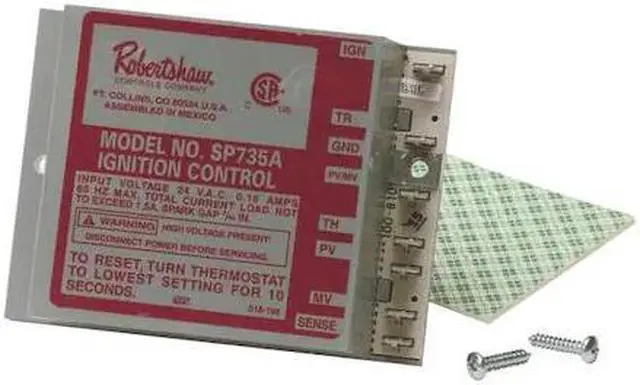 Robertshaw
CONTROLS COMPANY
FT. COLLINS, CO 80524 U.S.A.
ASSEMBLED IN MEXICO
SA
MODEL NO. SP735A
IGNITION CONTROL
INPUT VOLTAGE 24 V.A.C. 0.16 AMPS
60 HZ MAX. TOTAL CURRENT LOAD NOT
TO EXCEED 1.5A, SPARK GAP IN.
WARNING HIGH VOLTAGE PRESENT
DISCONNECT POWER BEFORE SERVICING.
TO RESET TURN THERMOSTAT
TO LOWEST SETTING FOR 10
SECONDS.
IGN
TR
GND
PV/MV
TH
PV
MV
SENSE